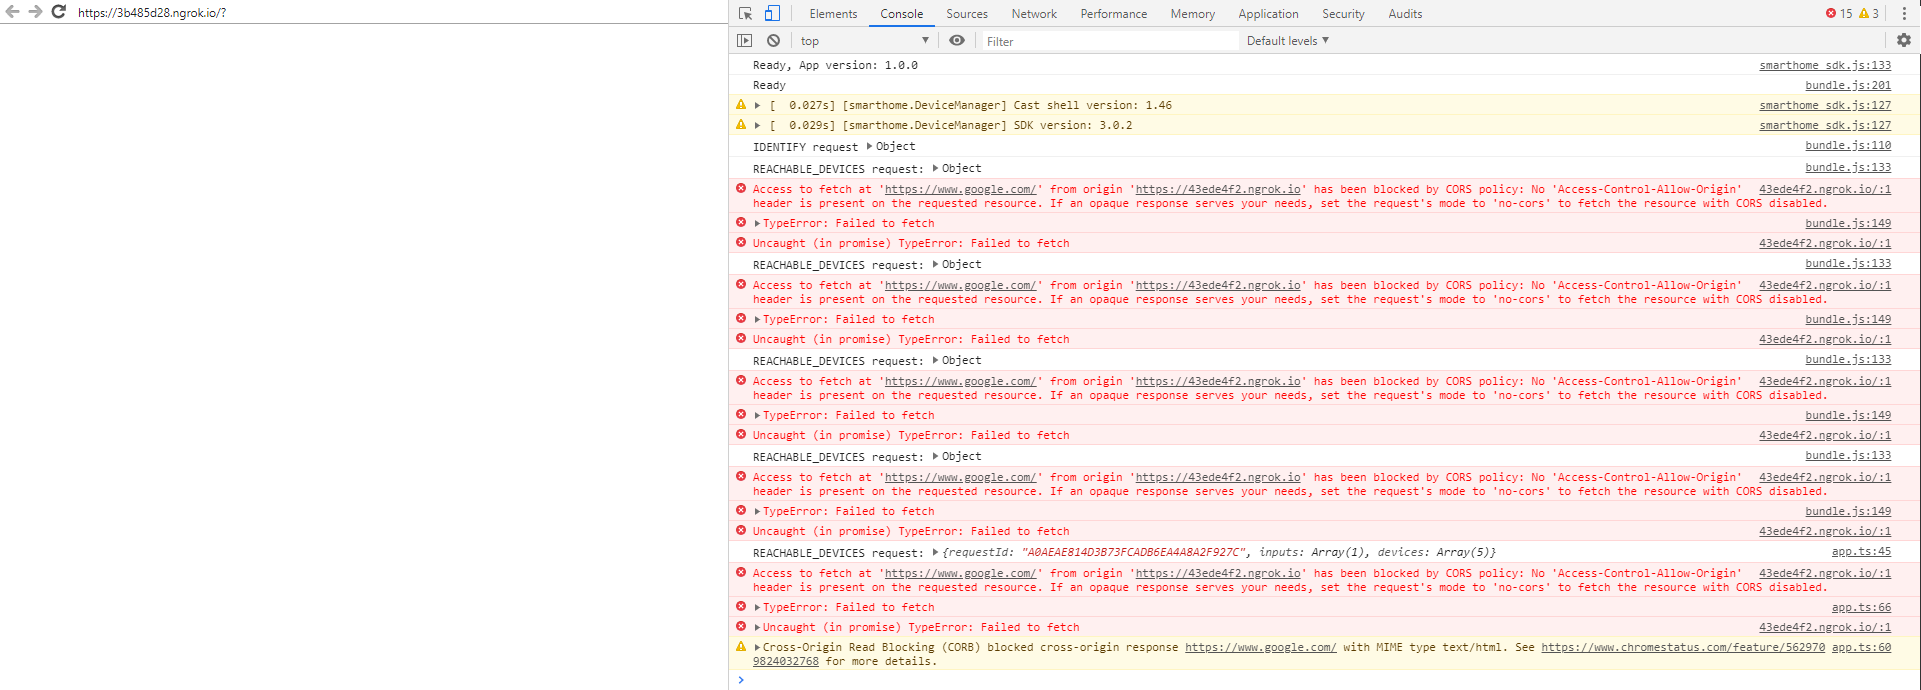 https://3b485d28.ngrok.io/?
Elements Console Sources Network Performance Memory Application Security Audits 15 3
top Filter Default levels
Ready, App version: 1.0.0 smarthome_sdk.js:133
Ready bundle.js:201
[ 0.027s] [smarthome.DeviceManager] Cast shell version: 1.46 smarthome_sdk.js:127
[ 0.029s] [smarthome.DeviceManager] SDK version: 3.0.2 smarthome_sdk.js:127
IDENTIFY request Object bundle.js:110
REACHABLE_DEVICES request: Object bundle.js:133
Access to fetch at 'https://www.google.com/' from origin 'https://43ede4f2.ngrok.io' has been blocked by CORS policy: No 'Access-Control-Allow-Origin' 43ede4f2.ngrok.io/:1
header is present on the requested resource. If an opaque response serves your needs, set the request's mode to 'no-cors' to fetch the resource with CORS disabled.
TypeError: Failed to fetch bundle.js:149
Uncaught (in promise) TypeError: Failed to fetch 43ede4f2.ngrok.io/:1
REACHABLE_DEVICES request: Object bundle.js:133
Access to fetch at 'https://www.google.com/' from origin 'https://43ede4f2.ngrok.io' has been blocked by CORS policy: No 'Access-Control-Allow-Origin' 43ede4f2.ngrok.io/:1
header is present on the requested resource. If an opaque response serves your needs, set the request's mode to 'no-cors' to fetch the resource with CORS disabled.
TypeError: Failed to fetch bundle.js:149
Uncaught (in promise) TypeError: Failed to fetch 43ede4f2.ngrok.io/:1
REACHABLE_DEVICES request: Object bundle.js:133
Access to fetch at 'https://www.google.com/' from origin 'https://43ede4f2.ngrok.io' has been blocked by CORS policy: No 'Access-Control-Allow-Origin' 43ede4f2.ngrok.io/:1
header is present on the requested resource. If an opaque response serves your needs, set the request's mode to 'no-cors' to fetch the resource with CORS disabled.
TypeError: Failed to fetch bundle.js:149
Uncaught (in promise) TypeError: Failed to fetch 43ede4f2.ngrok.io/:1
REACHABLE_DEVICES request: Object bundle.js:133
Access to fetch at 'https://www.google.com/' from origin 'https://43ede4f2.ngrok.io' has been blocked by CORS policy: No 'Access-Control-Allow-Origin' 43ede4f2.ngrok.io/:1
header is present on the requested resource. If an opaque response serves your needs, set the request's mode to 'no-cors' to fetch the resource with CORS disabled.
TypeError: Failed to fetch bundle.js:149
Uncaught (in promise) TypeError: Failed to fetch 43ede4f2.ngrok.io/:1
REACHABLE_DEVICES request: {requestId: "A0AEAE814D3B73FCADB6EA4A8A2F927C", inputs: Array(1), devices: Array(5)} app.ts:45
Access to fetch at 'https://www.google.com/' from origin 'https://43ede4f2.ngrok.io' has been blocked by CORS policy: No 'Access-Control-Allow-Origin' 43ede4f2.ngrok.io/:1
header is present on the requested resource. If an opaque response serves your needs, set the request's mode to 'no-cors' to fetch the resource with CORS disabled.
TypeError: Failed to fetch app.ts:66
Uncaught (in promise) TypeError: Failed to fetch 43ede4f2.ngrok.io/:1
Cross-Origin Read Blocking (CORB) blocked cross-origin response https://www.google.com/ with MIME type text/html. See https://www.chromestatus.com/feature/562970 app.ts:60
9824032768 for more details.